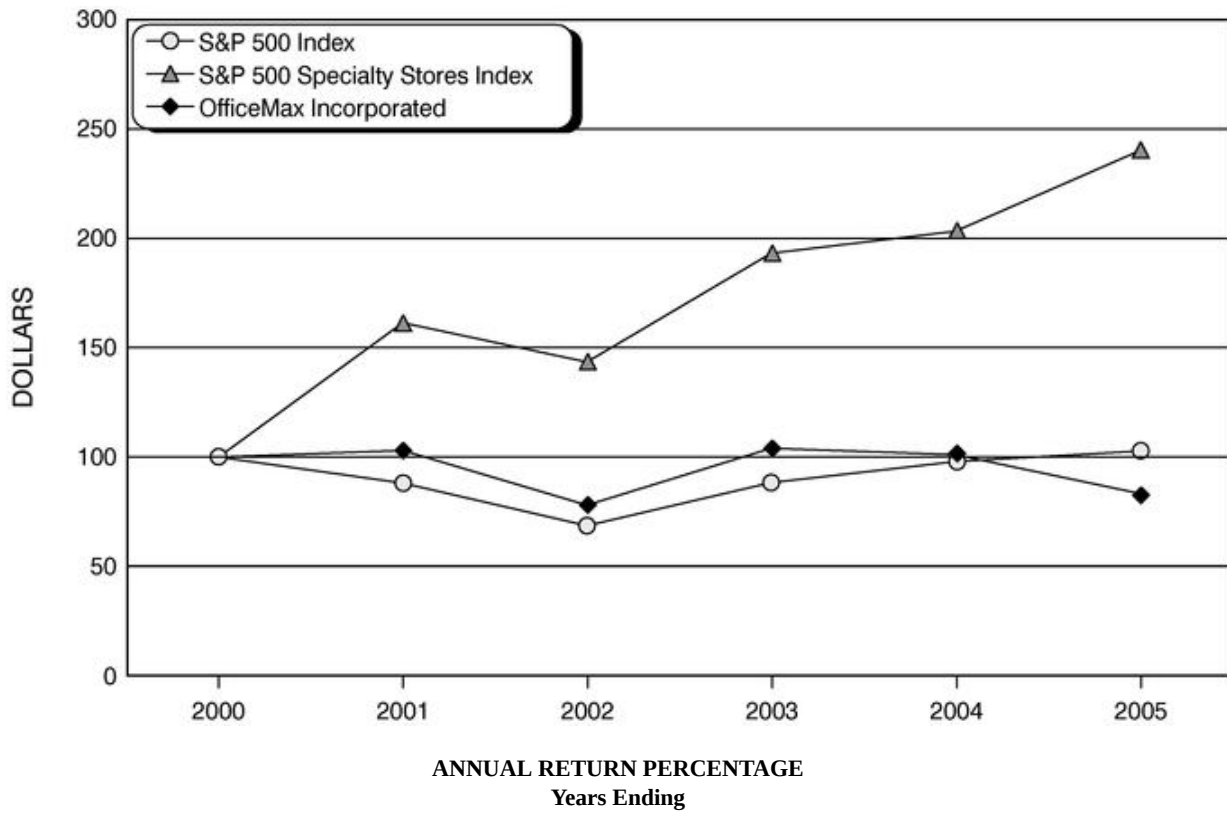 300
S&P 500 Index
S&P 500 Specialty Stores Index
OfficeMax Incorporated
250
200
DOLLARS
150
100
50
0
2000 2001 2002 2003 2004 2005
ANNUAL RETURN PERCENTAGE
Years Ending